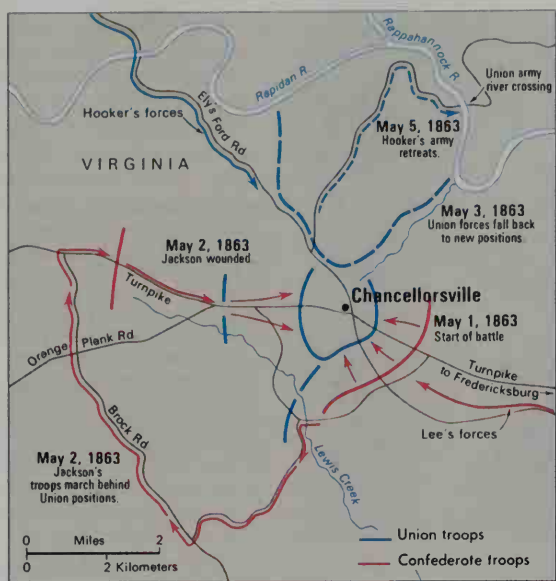 Rappahannock R.
Rapidan R.
Union army
river crossing
Elys Ford Rd
Hooker's forces
VIRGINIA
May 5, 1863
Hooker's army
retreats.
May 3, 1863
Union forces fall back
to new positions.
May 2, 1863
Jackson wounded
Turnpike
Chancellorsville
May 1, 1863
Start of battle
Orange Plank Rd
Turnpike
to Fredericksburg
Brock Rd
Lee's forces
May 2, 1863
Jackson's
troops march behind
Union positions.
Lewis Creek
Miles
0 2
0 2
Kilometers
Union troops
Confederate troops